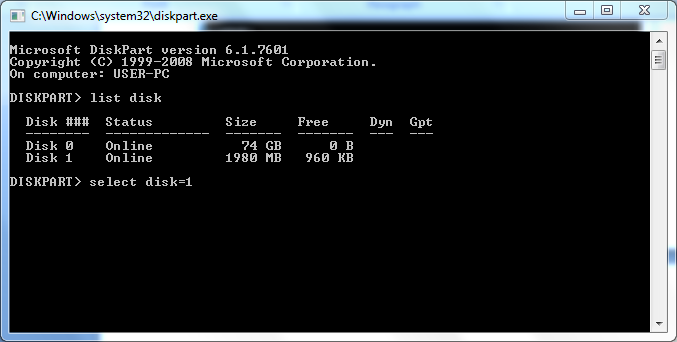 C:\Windows\system32\diskpart.exe
Microsoft DiskPart version 6.1.7601
Copyright (C) 1999-2008 Microsoft Corporation.
On computer: USER-PC
DISKPART> list disk
  Disk ###  Status         Size     Free     Dyn  Gpt
  --------  -------------  -------  -------  ---  ---
  Disk 0    Online           74 GB      0 B
  Disk 1    Online         1980 MB   960 KB
DISKPART> select disk=1